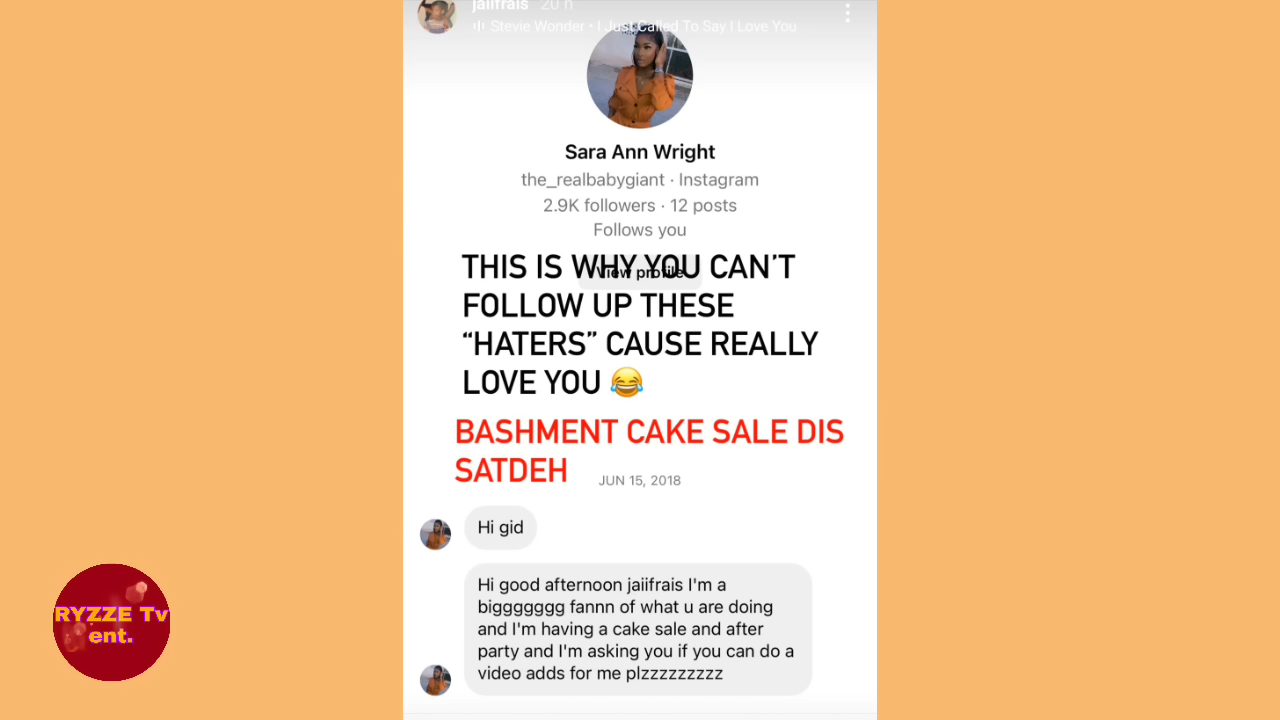 jaiifrais 20 h
Stevie Wonder • I Just Called To Say I Love You
Sara Ann Wright
the_realbabygiant · Instagram
2.9K followers · 12 posts
Follows you
View profile
THIS IS WHY YOU CAN'T
FOLLOW UP THESE
“HATERS” CAUSE REALLY
LOVE YOU 😂
BASHMENT CAKE SALE DIS
SATDEH
JUN 15, 2018
Hi gid
Hi good afternoon jaiifrais I'm a
lbiggggggg fannn of what u are doing
and I'm having a cake sale and after
party and I'm asking you if you can do a
video adds for me plzzzzzzzzz
RYZZE Tv
ent.